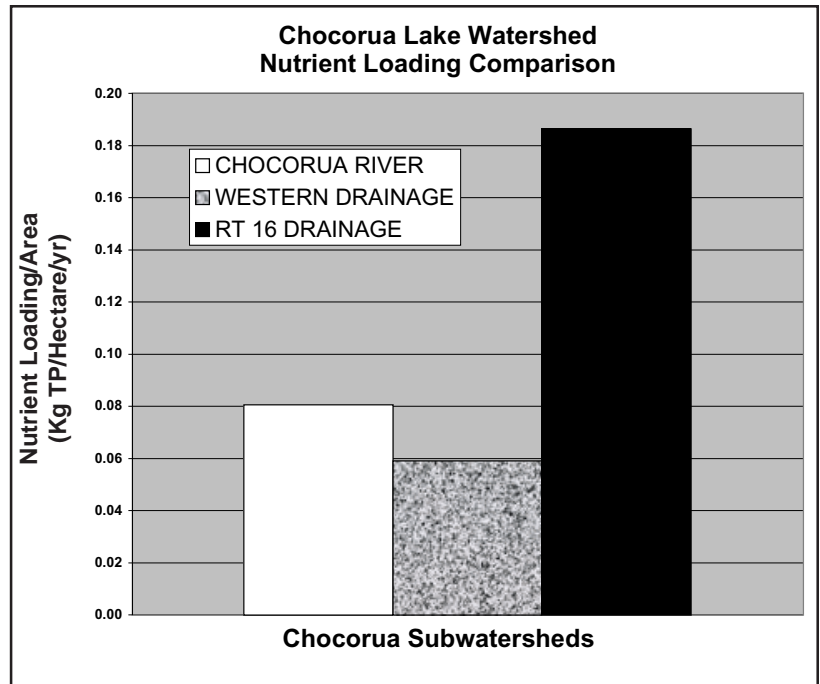 Chocorua Lake Watershed
Nutrient Loading Comparison
Nutrient Loading/Area
(Kg TP/Hectare/yr)
0.20
0.18
0.16
0.14
0.12
0.10
0.08
0.06
0.04
0.02
0.00
CHOCORUA RIVER
WESTERN DRAINAGE
RT 16 DRAINAGE
Chocorua Subwatersheds